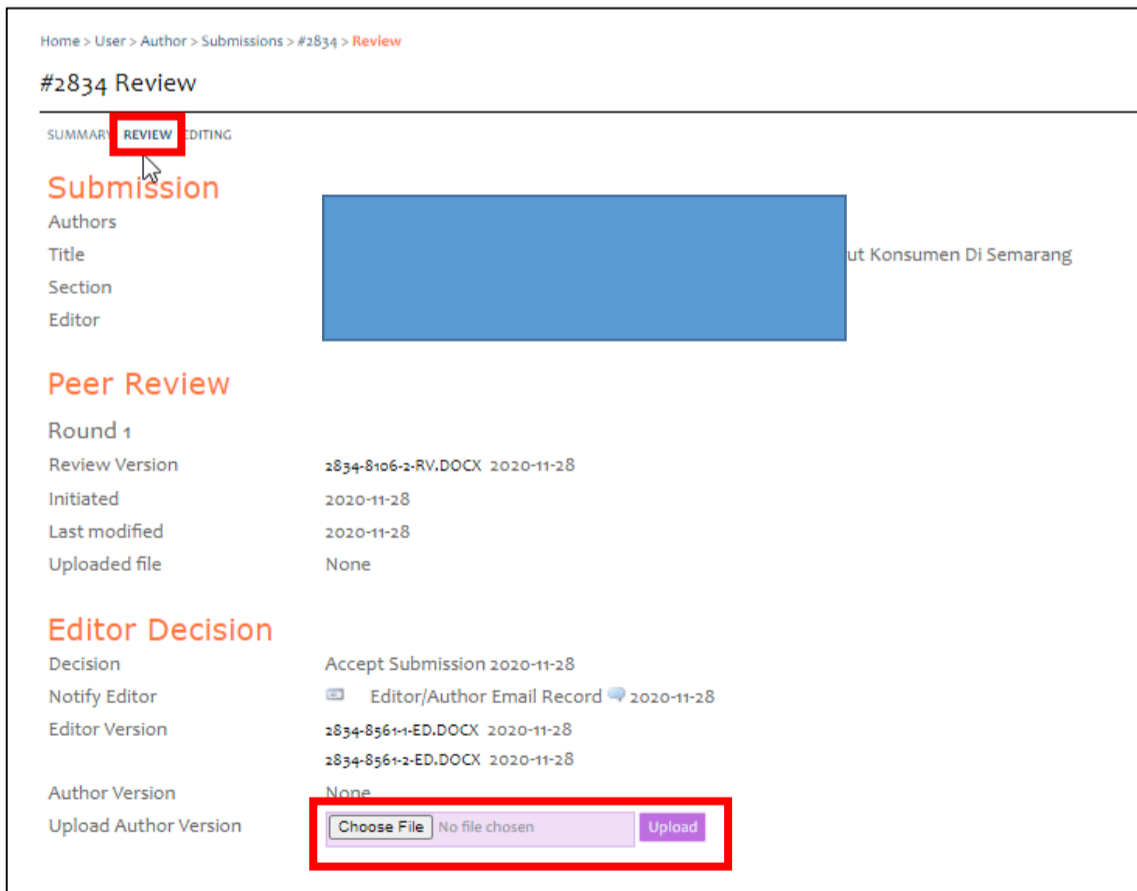 Home > User > Author > Submissions > #2834 > Review
#2834 Review
SUMMARY REVIEW EDITING
Submission
Authors
Title ut Konsumen Di Semarang
Section
Editor
Peer Review
Round 1
Review Version 2834-8106-2-RV.DOCX 2020-11-28
Initiated 2020-11-28
Last modified 2020-11-28
Uploaded file None
Editor Decision
Decision Accept Submission 2020-11-28
Notify Editor Editor/Author Email Record 2020-11-28
Editor Version 2834-8561-1-ED.DOCX 2020-11-28
2834-8561-2-ED.DOCX 2020-11-28
Author Version None
Upload Author Version Choose File No file chosen Upload